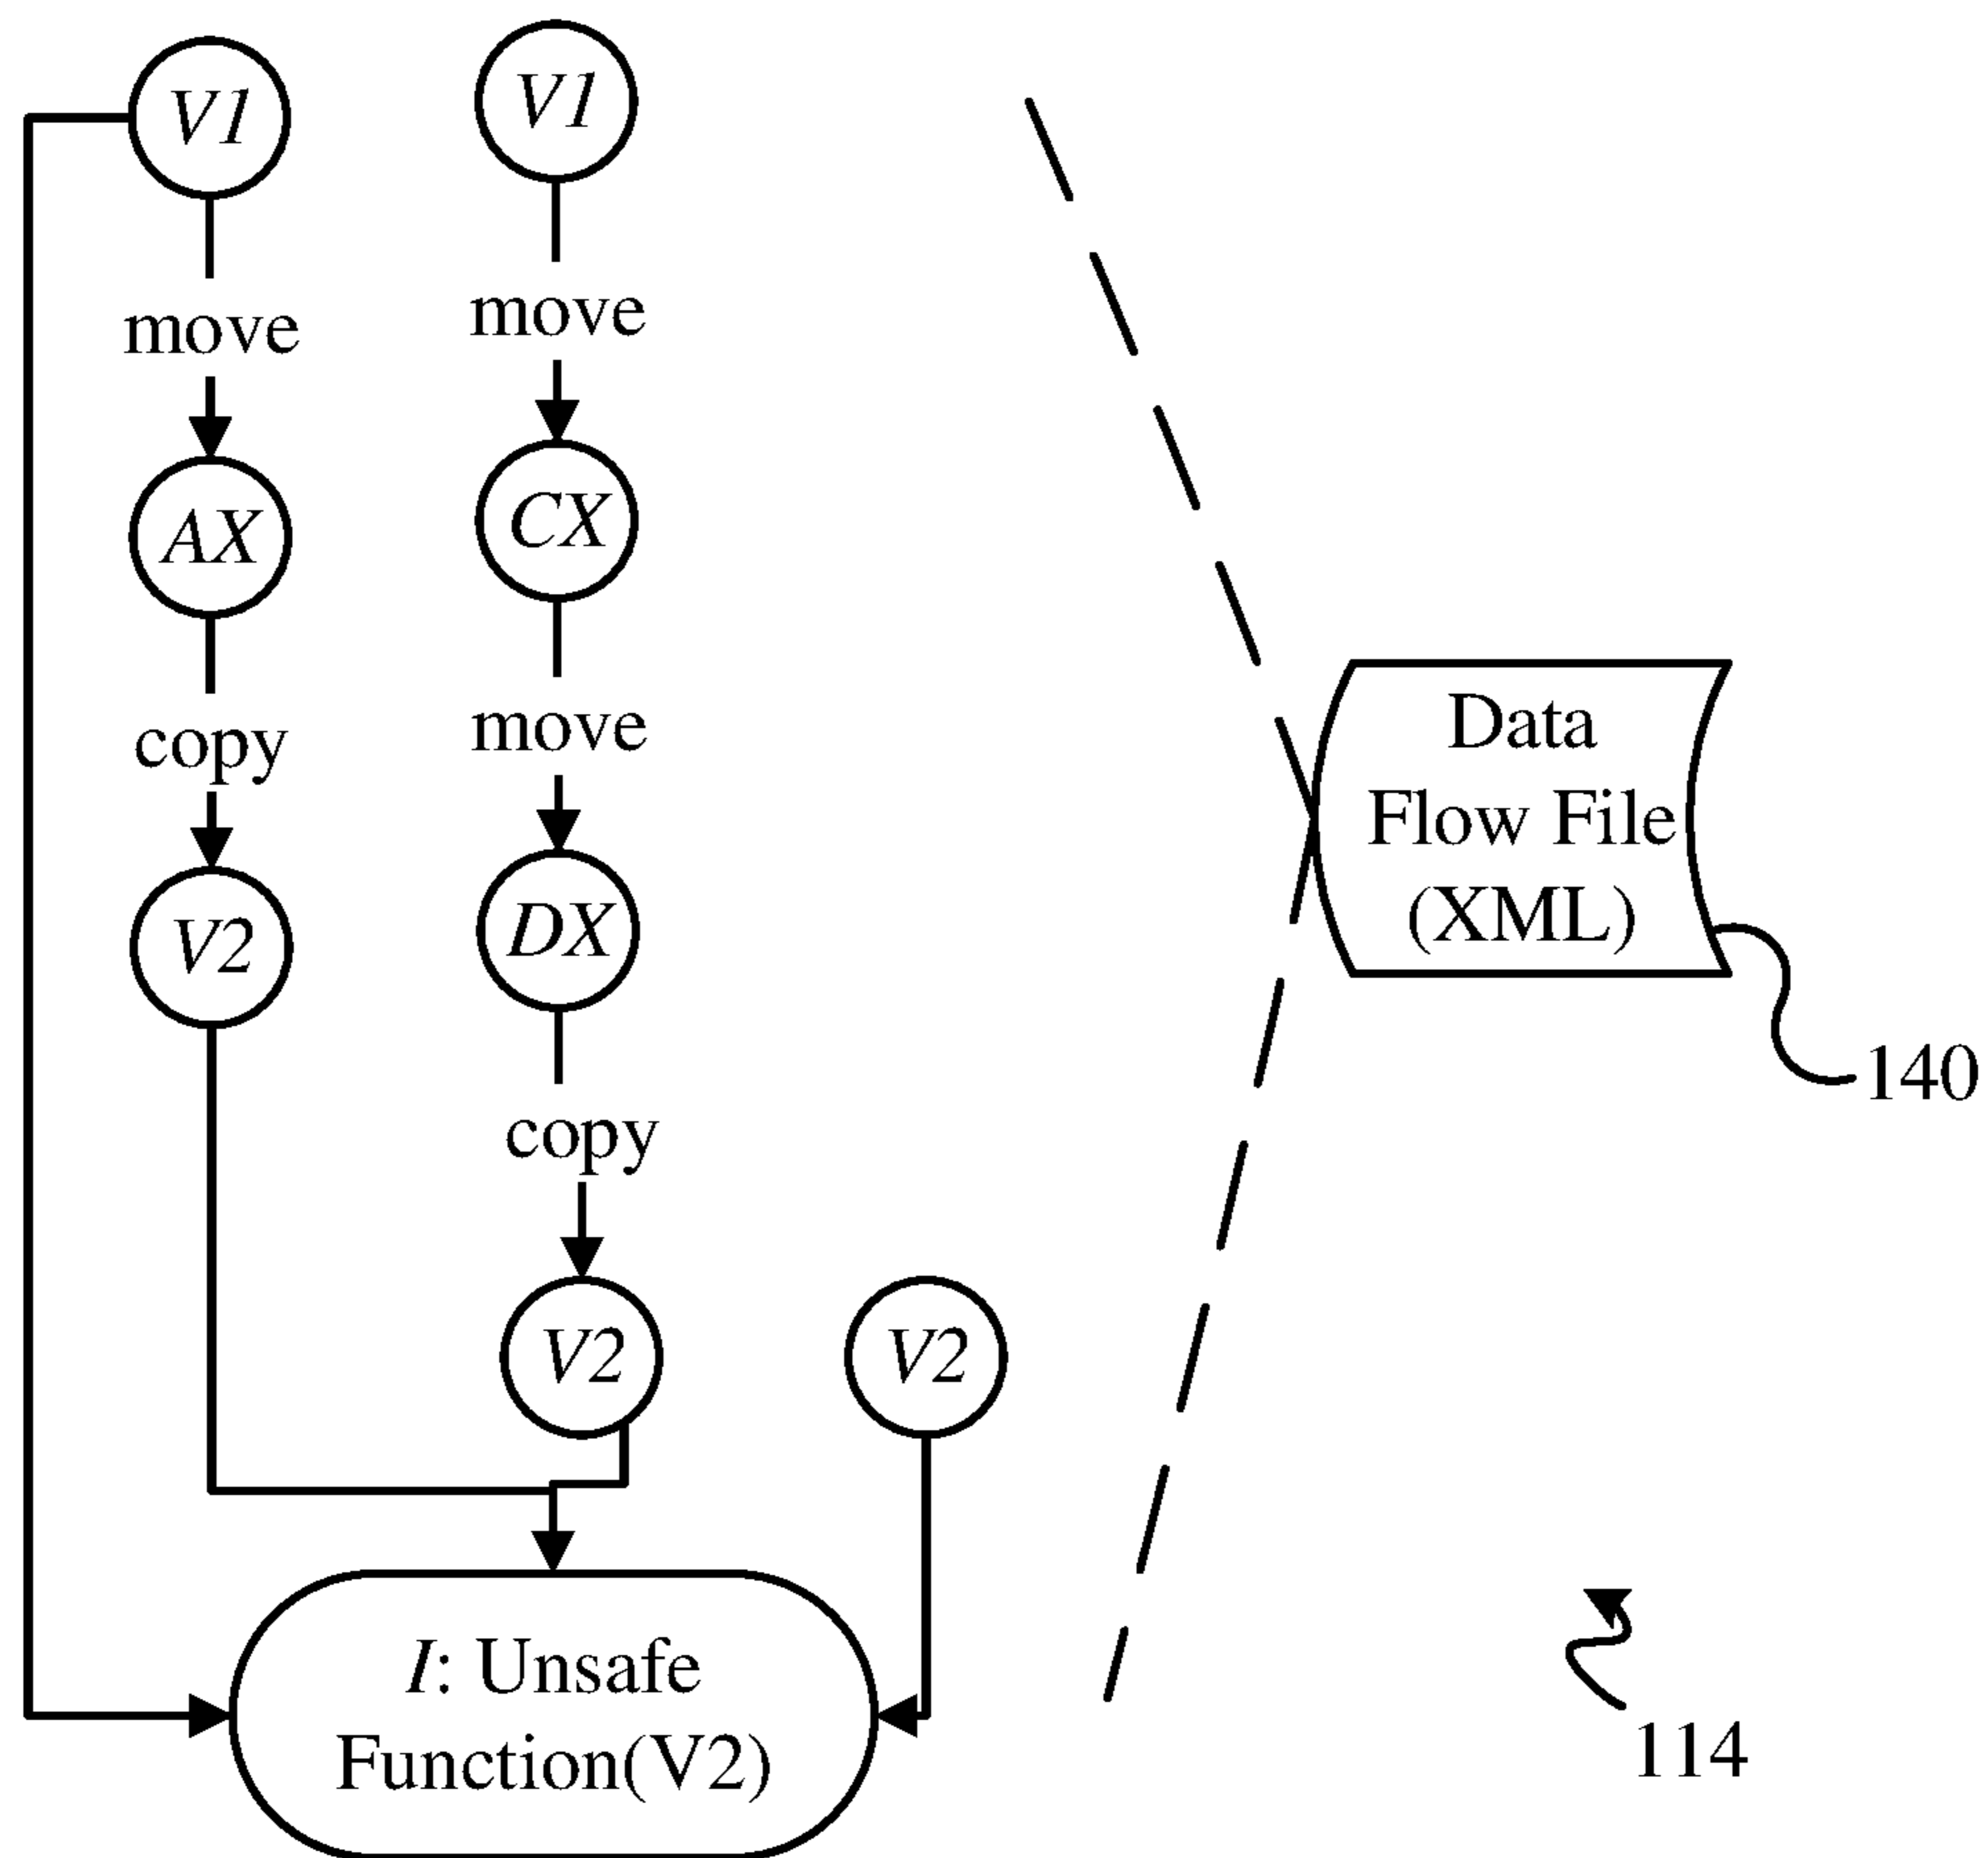 V1
V1
move
move
AX
CX
copy
move
V2
DX
copy
V2
V2
I: Unsafe
Function(V2)
Data
Flow File
(XML)
140
114